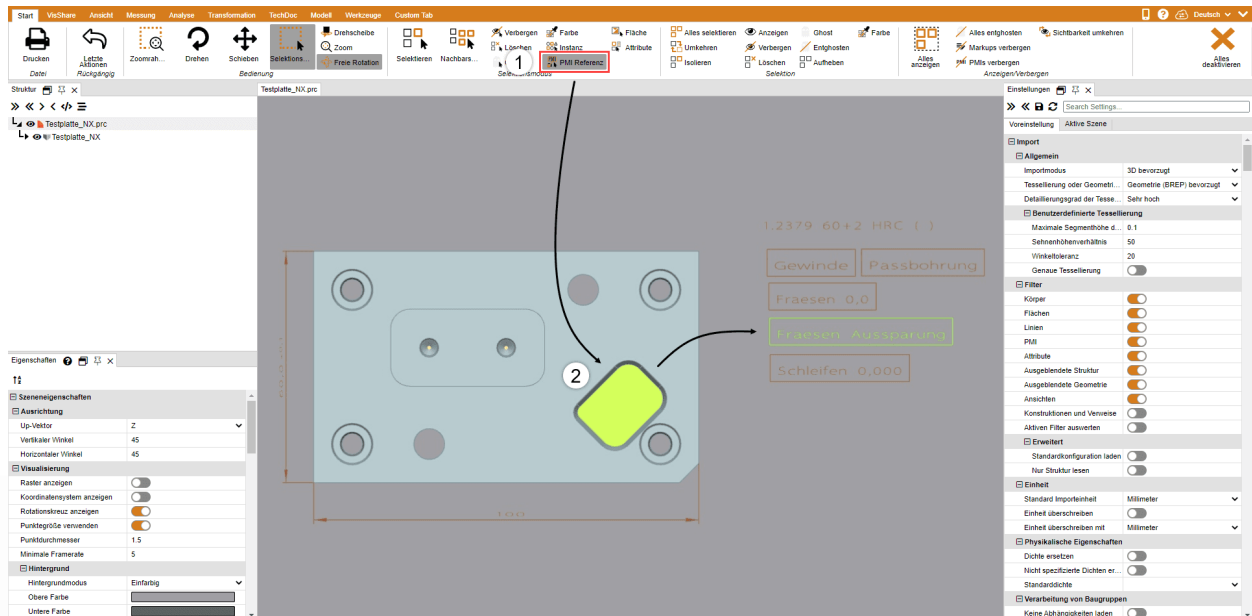 Start VisShare Ansicht Messung Analyse Transformation TechDoc Modell Werkzeuge Custom Tab Deutsch
Drucken
Letzte Aktionen
Zoomrah...
Drehen
Schieben
Selektions...
Drehscheibe
Zoom
Free Rotation
Selektieren
Nachbars...
Verbergen
Löschen
Farbe
Instanz
PMI Referenz
Fläche
Attribute
Alles selektieren
Umkehren
Isolieren
Anzeigen
Verbergen
Löschen
Ghost
Entghosten
Aufheben
Farbe
Alles anzeigen
Alles entghosten
Markups verbergen
PMIs verbergen
Sichtbarkeit umkehren
Alles deaktivieren
Datei Rückgängig Bedienung Selektionsmodus Selektion Anzeigen/Verbergen
1
Struktur
Testplatte_NX.prc
Testplatte_NX
Testplatte_NX.prc
1.2379 60+2 HRC ( )
Gewinde Passbohrung
Fraesen 0,0
Fraesen Aussparung
Schleifen 0,000
2
100
Eigenschaften
Szeneneigenschaften
Ausrichtung
Up-Vektor Z
Vertikaler Winkel 45
Horizontaler Winkel 45
Visualisierung
Raster anzeigen
Koordinatensystem anzeigen
Rotationskreuz anzeigen
Punktegröße verwenden
Punktdurchmesser 1.5
Minimale Framerate 5
Hintergrund
Hintergrundmodus Einfarbig
Obere Farbe
Untere Farbe
Einstellungen
Search Settings...
Voreinstellung Aktive Szene
Import
Allgemein
Importmodus 3D bevorzugt
Tessellierung oder Geometri... Geometrie (BREP) bevorzugt
Detaillierungsgrad der Tesse... Sehr hoch
Benutzerdefinierte Tessellierung
Maximale Segmenthöhe d... 0.1
Sehnenhöhenverhältnis 50
Winkeltoleranz 20
Genaue Tessellierung
Filter
Körper
Flächen
Linien
PMI
Attribute
Ausgeblendete Struktur
Ausgeblendete Geometrie
Ansichten
Konstruktionen und Verweise
Aktiven Filter auswerten
Erweitert
Standardkonfiguration laden
Nur Struktur lesen
Einheit
Standard Importeinheit Millimeter
Einheit überschreiben
Einheit überschreiben mit Millimeter
Physikalische Eigenschaften
Dichte ersetzen
Nicht spezifizierte Dichten er...
Standarddichte
Verarbeitung von Baugruppen
Keine Abhängigkeiten laden